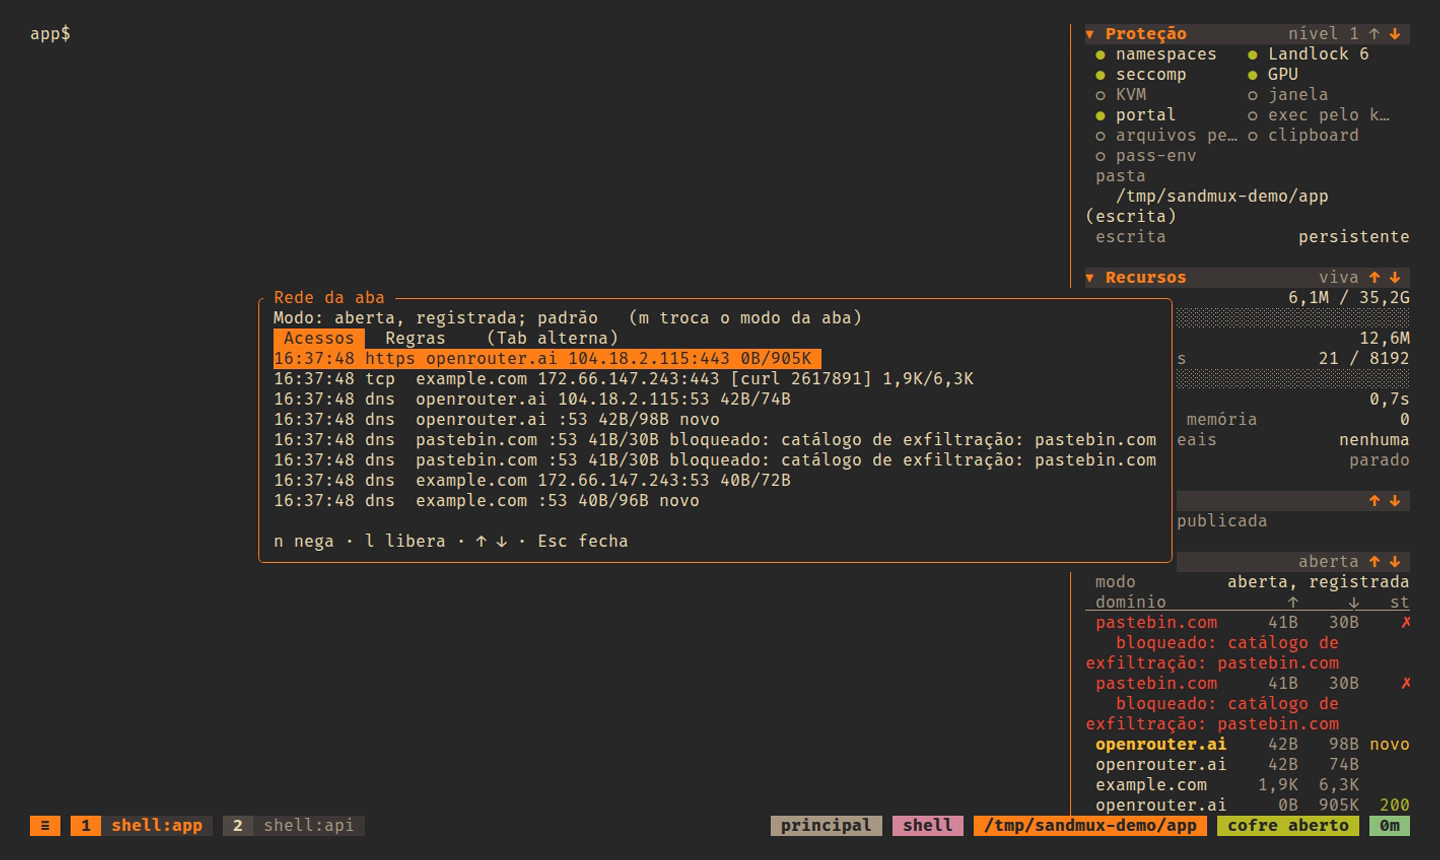 app$
▼ Proteção nível 1 ↑ ↓
● namespaces ● Landlock 6
● seccomp ● GPU
○ KVM ○ janela
● portal ○ exec pelo k…
○ arquivos pe… ○ clipboard
○ pass-env
pasta
/tmp/sandmux-demo/app
(escrita)
escrita persistente
▼ Recursos viva ↑ ↓
6,1M / 35,2G
12,6M
s 21 / 8192
0,7s
memória 0
eais nenhuma
parado
↑ ↓
publicada
aberta ↑ ↓
modo aberta, registrada
domínio ↑ ↓ st
pastebin.com 41B 30B ✗
bloqueado: catálogo de
exfiltração: pastebin.com
pastebin.com 41B 30B ✗
bloqueado: catálogo de
exfiltração: pastebin.com
openrouter.ai 42B 98B novo
openrouter.ai 42B 74B
example.com 1,9K 6,3K
openrouter.ai 0B 905K 200
Rede da aba
Modo: aberta, registrada; padrão (m troca o modo da aba)
Acessos Regras (Tab alterna)
16:37:48 https openrouter.ai 104.18.2.115:443 0B/905K
16:37:48 tcp example.com 172.66.147.243:443 [curl 2617891] 1,9K/6,3K
16:37:48 dns openrouter.ai 104.18.2.115:53 42B/74B
16:37:48 dns openrouter.ai :53 42B/98B novo
16:37:48 dns pastebin.com :53 41B/30B bloqueado: catálogo de exfiltração: pastebin.com
16:37:48 dns pastebin.com :53 41B/30B bloqueado: catálogo de exfiltração: pastebin.com
16:37:48 dns example.com 172.66.147.243:53 40B/72B
16:37:48 dns example.com :53 40B/96B novo
n nega · l libera · ↑ ↓ · Esc fecha
≡ 1 shell:app 2 shell:api principal shell /tmp/sandmux-demo/app cofre aberto 0m